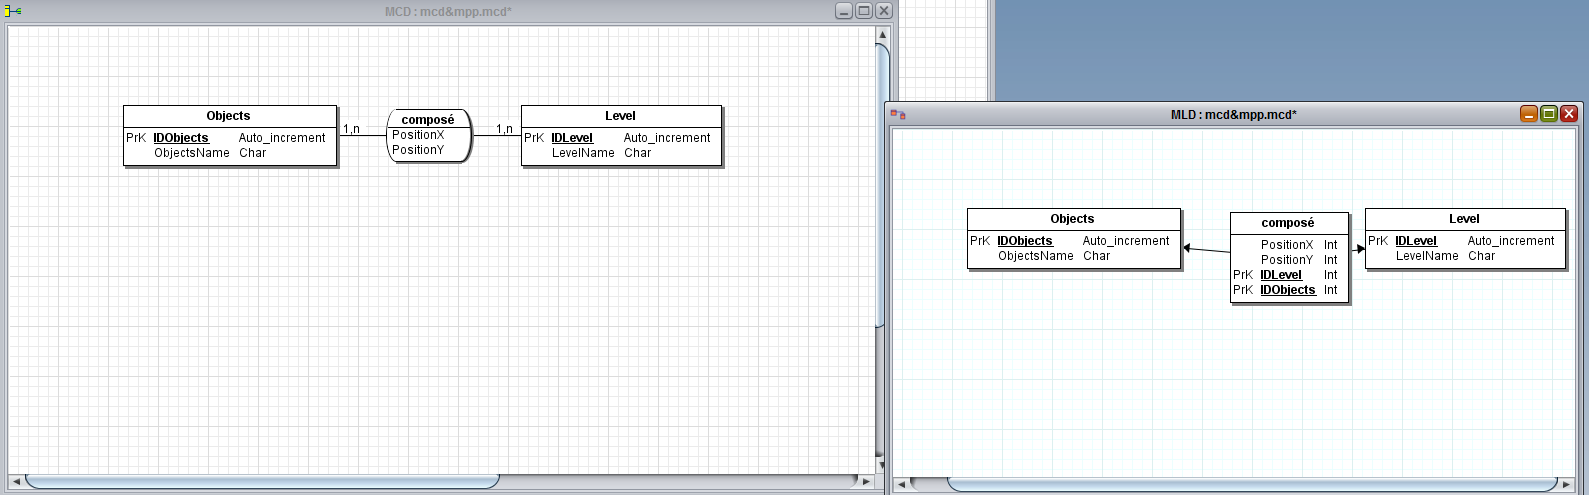 MCD : mcd&mpp.mcd*
Objects
PrK IDObjects Auto_increment
ObjectsName Char
1,n
composé
PositionX
PositionY
1,n
Level
PrK IDLevel Auto_increment
LevelName Char
MLD : mcd&mpp.mcd*
Objects
PrK IDObjects Auto_increment
ObjectsName Char
composé
PositionX Int
PositionY Int
PrK IDLevel Int
PrK IDObjects Int
Level
PrK IDLevel Auto_increment
LevelName Char